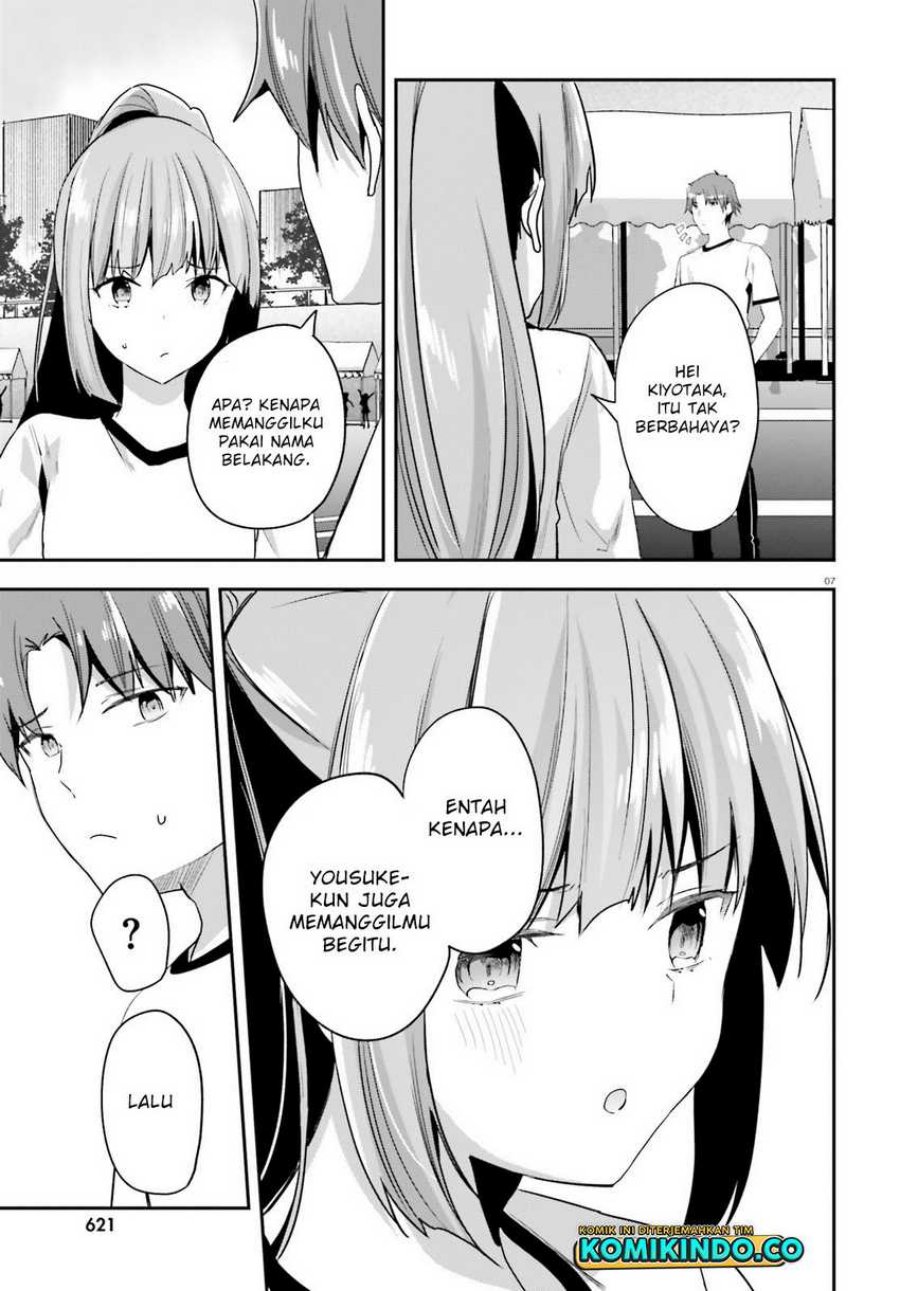 HEI
KIYOTAKA,
ITU TAK
BERBAHAYA?
APA? KENAPA
MEMANGGILKU
PAKAI NAMA
BELAKANG.
07
ENTAH
KENAPA...
YOUSUKE-
KUN JUGA
MEMANGGILMU
BEGITU.
?
LALU
621
KOMIK INI DITERJEMAHKAN TIM
KOMIKINDO.CO